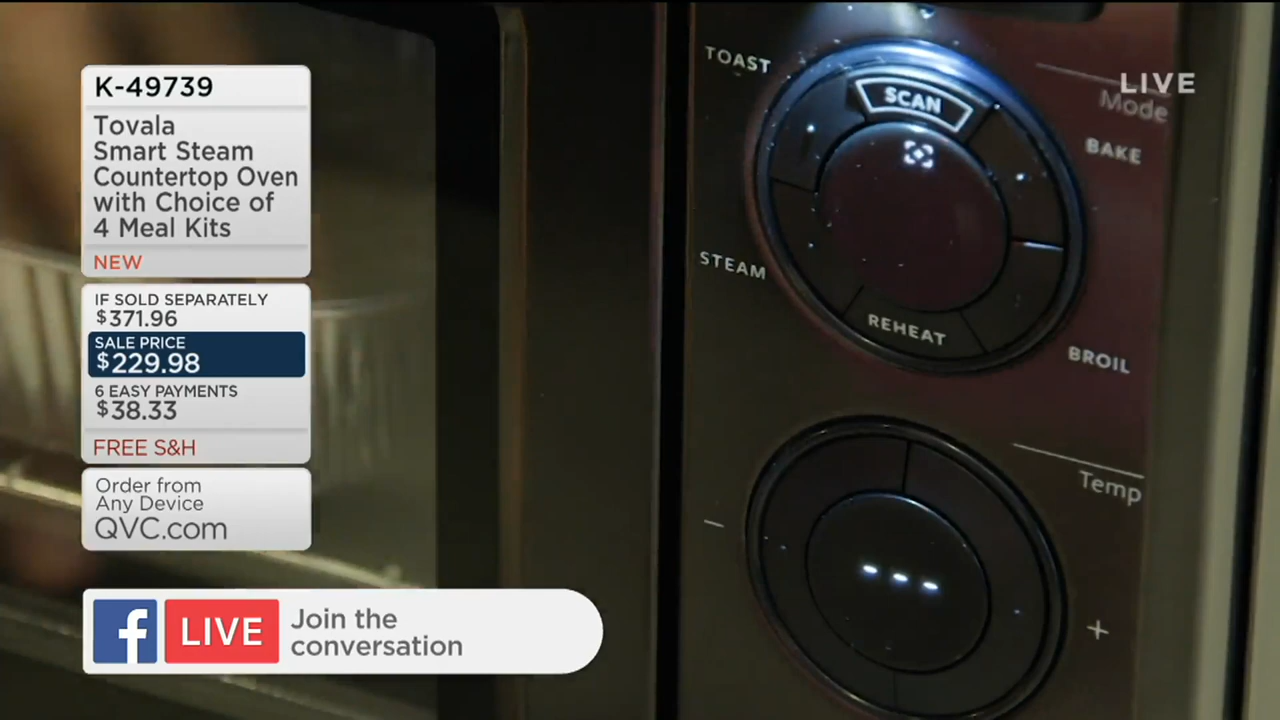 K-49739
Tovala
Smart Steam
Countertop Oven
with Choice of
4 Meal Kits
NEW
IF SOLD SEPARATELY
$371.96
SALE PRICE
$229.98
6 EASY PAYMENTS
$38.33
FREE S&H
Order from
Any Device
QVC.com
f LIVE Join the
conversation
LIVE
TOAST
SCAN
Mode
BAKE
STEAM
REHEAT
BROIL
Temp
−
---
+